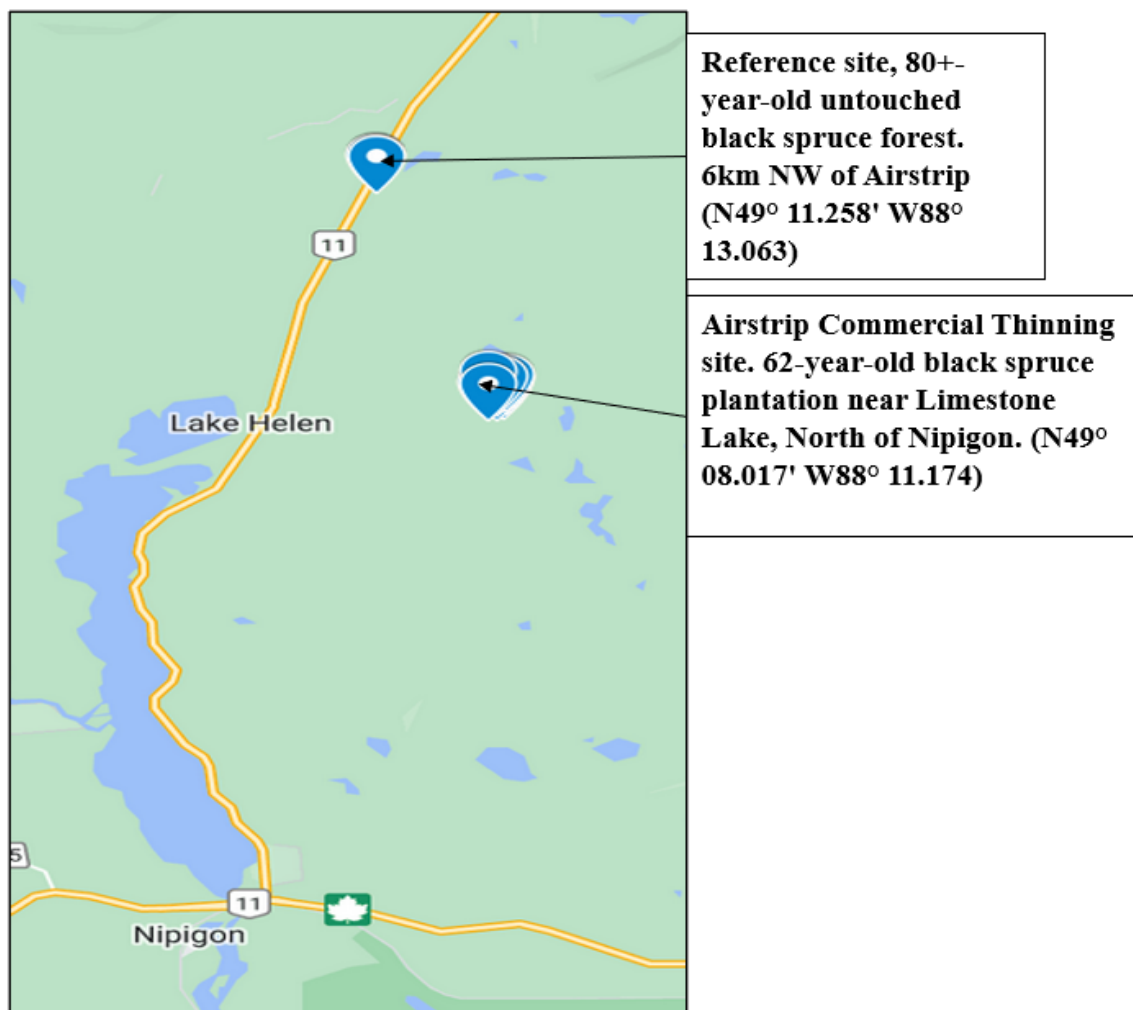 Reference site, 80+-
year-old untouched
black spruce forest.
6km NW of Airstrip
(N49° 11.258' W88°
13.063)
11
Airstrip Commercial Thinning
site. 62-year-old black spruce
plantation near Limestone
Lake, North of Nipigon. (N49°
08.017' W88° 11.174)
Lake Helen
5
11
Nipigon